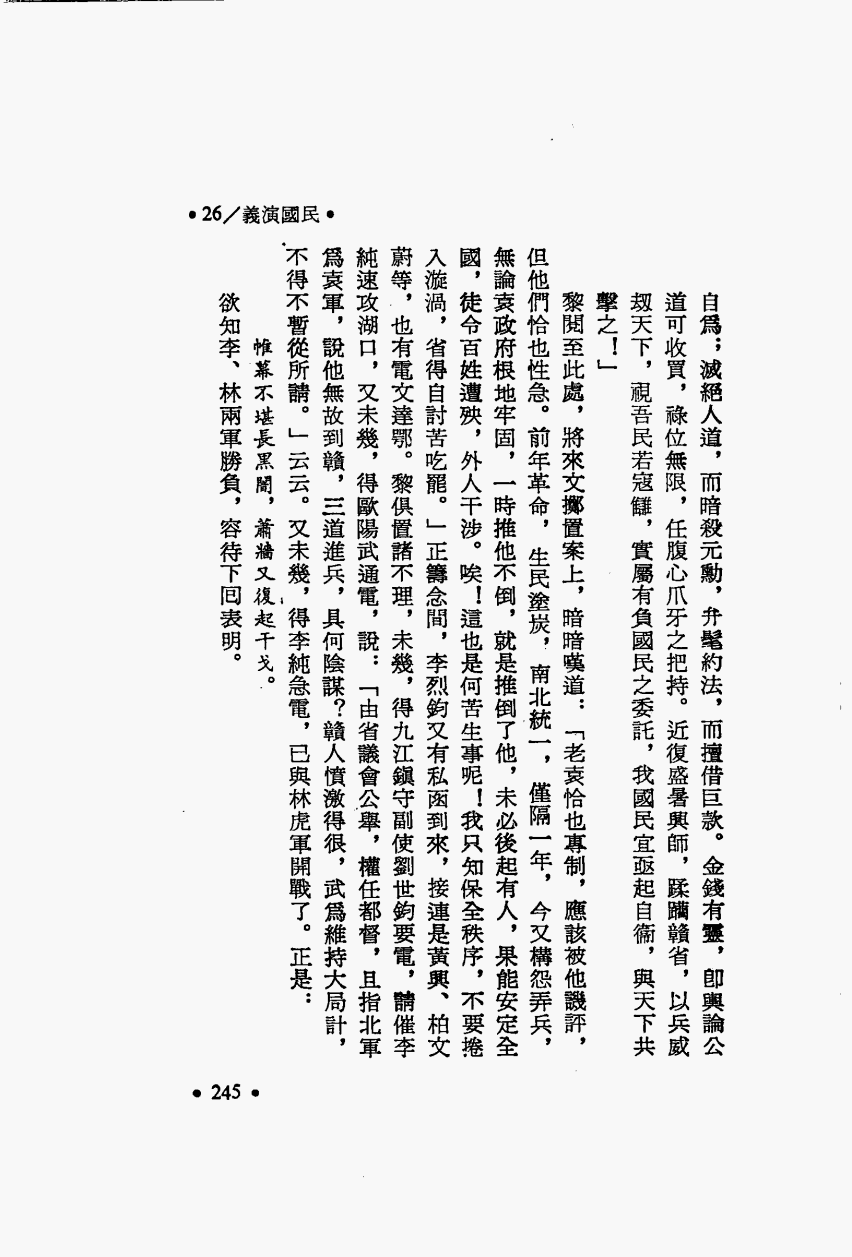 •26／義演國民•
自爲；滅絕人道，而暗殺元勳，弁髦約法，而擅借巨款。金錢有靈，卽輿論公
道可收買，祿位無限，任腹心爪牙之把持。近復盛暑興師，蹂躪贛省，以兵威
刼天下，視吾民若寇讎，實屬有負國民之委託，我國民宜亟起自衞，與天下共
擊之！」
黎閱至此處，將來文擲置案上，暗暗嘆道：「老袁恰也專制，應該被他譏評，
但他們恰也性急。前年革命，生民塗炭，南北統一，僅隔一年，今又構怨弄兵，
無論袁政府根地牢固，一時推他不倒，就是推倒了他，未必後起有人，果能安定全
國，徒令百姓遭殃，外人干涉。唉！這也是何苦生事呢！我只知保全秩序，不要捲
入漩渦，省得自討苦吃罷。」正籌念間，李烈鈞又有私函到來，接連是黃興、柏文
蔚等，也有電文達鄂。黎俱置諸不理，未幾，得九江鎭守副使劉世鈞要電，請催李
純速攻湖口，又未幾，得歐陽武通電，說：「由省議會公舉，權任都督，且指北軍
爲袁軍，說他無故到贛，三道進兵，具何陰謀？贛人憤激得很，武爲維持大局計，
不得不暫從所請。」云云。又未幾，得李純急電，已與林虎軍開戰了。正是：
帷幕不堪長黑闇，蕭牆又復起干戈。
欲知李、林兩軍勝負，容待下回表明。
•245•